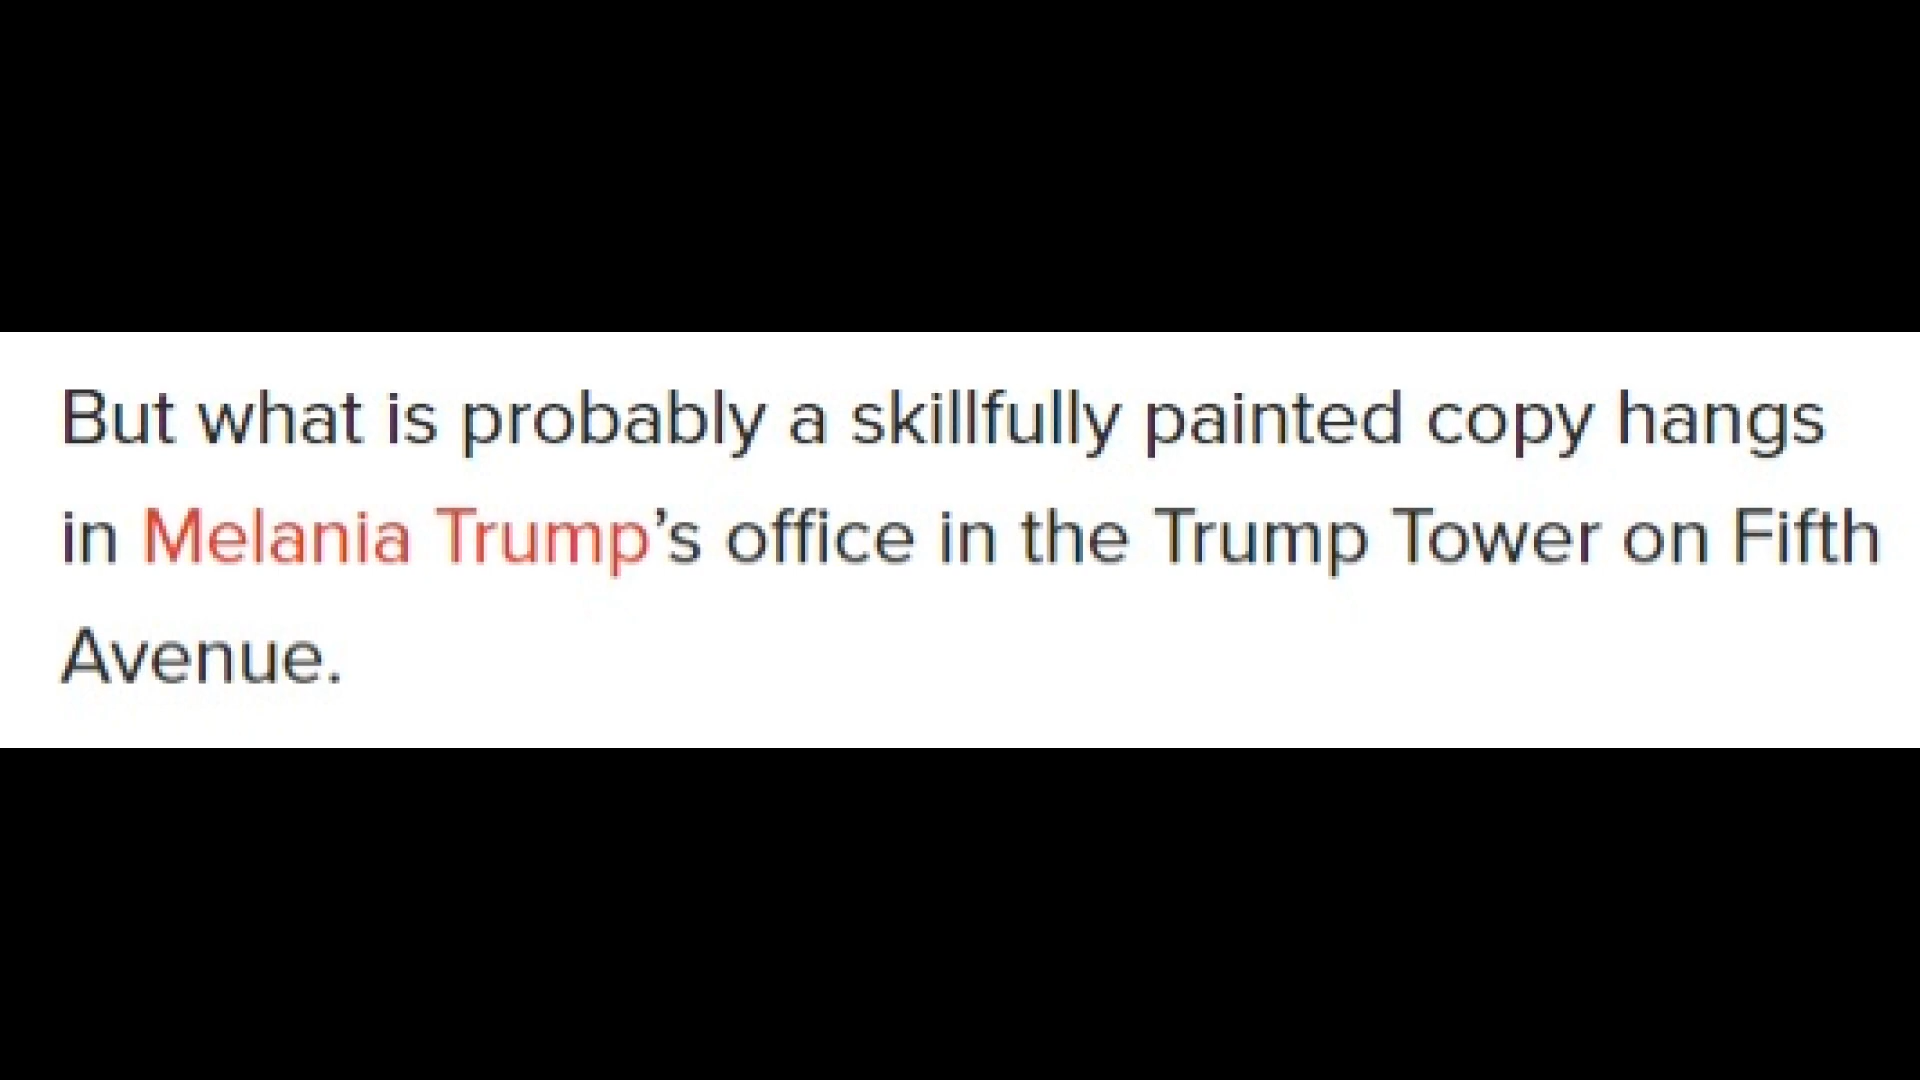 But what is probably a skillfully painted copy hangs
in Melania Trump’s office in the Trump Tower on Fifth
Avenue.